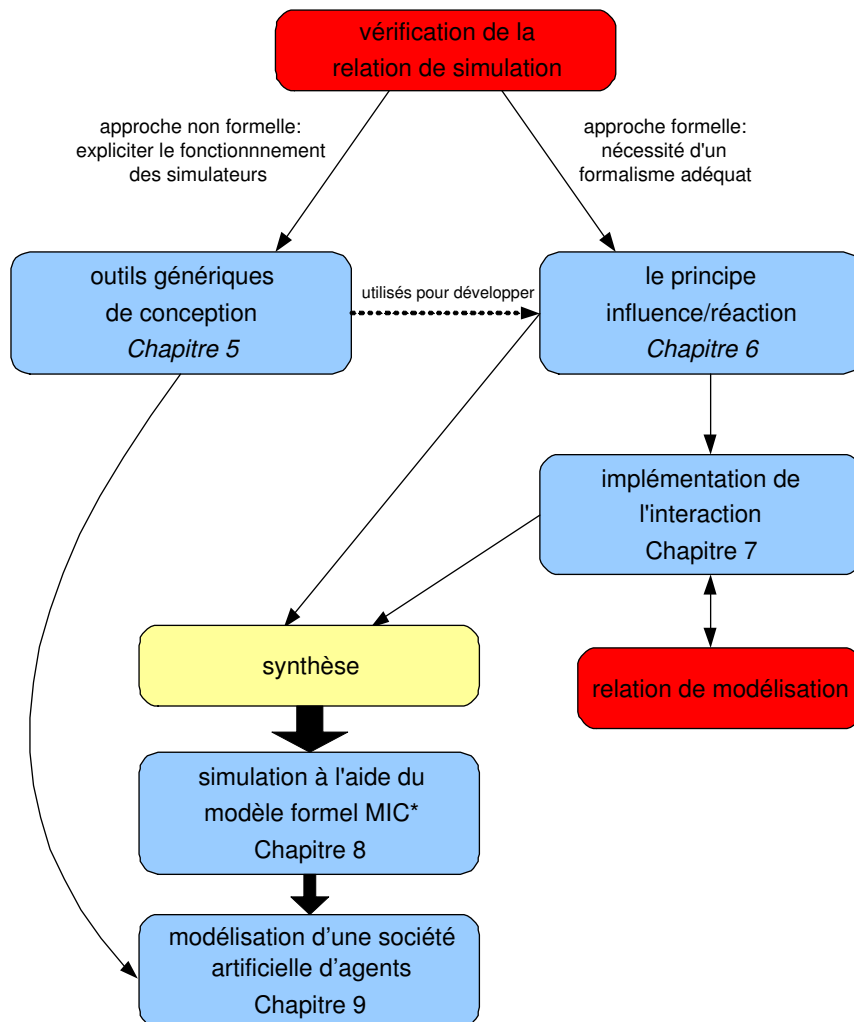 vérification de la
relation de simulation
approche non formelle:
expliciter le fonctionnnement
des simulateurs
approche formelle:
nécessité d'un
formalisme adéquat
outils génériques
de conception
Chapitre 5
utilisés pour développer
le principe
influence/réaction
Chapitre 6
implémentation de
l'interaction
Chapitre 7
synthèse
relation de modélisation
simulation à l'aide du
modèle formel MIC*
Chapitre 8
modélisation d’une société
artificielle d’agents
Chapitre 9